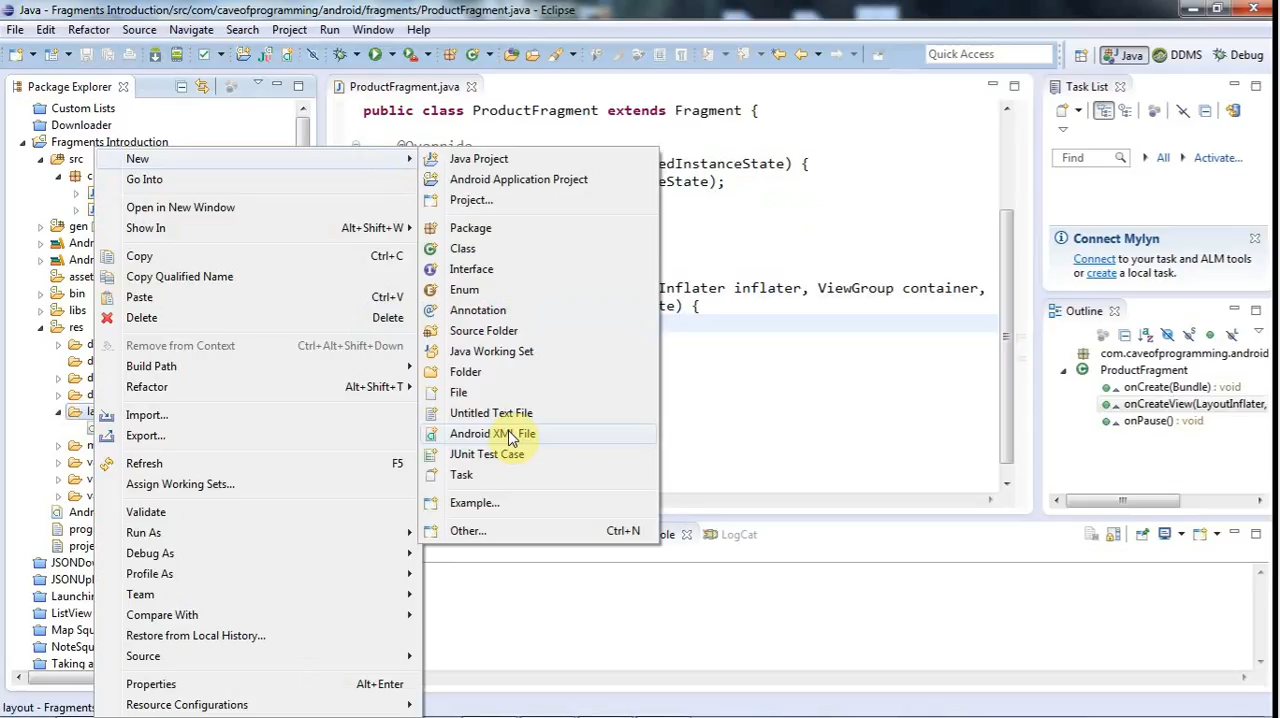 Java - Fragments Introduction/src/com/caveofprogramming/android/fragments/ProductFragment.java - Eclipse
File Edit Refactor Source Navigate Search Project Run Window Help
Quick Access
Java DDMS Debug
Package Explorer
Custom Lists
Downloader
Fragments Introduction
src
c
gen
Andr
Andr
asset
bin
libs
res
d
d
d
d
la
m
v
v
v
And
prog
proje
JSONDo
JSONUp
Launchin
ListView
Map Squ
NoteSqu
Taking a
New
Go Into
Open in New Window
Show In Alt+Shift+W
Copy Ctrl+C
Copy Qualified Name
Paste Ctrl+V
Delete Delete
Remove from Context Ctrl+Alt+Shift+Down
Build Path
Refactor Alt+Shift+T
Import...
Export...
Refresh F5
Assign Working Sets...
Validate
Run As
Debug As
Profile As
Team
Compare With
Restore from Local History...
Source
Properties Alt+Enter
Resource Configurations
Java Project
Android Application Project
Project...
Package
Class
Interface
Enum
Annotation
Source Folder
Java Working Set
Folder
File
Untitled Text File
Android XML File
JUnit Test Case
Task
Example...
Other... Ctrl+N
ProductFragment.java
public class ProductFragment extends Fragment {
@Override
edInstanceState) {
eState);
Inflater inflater, ViewGroup container,
te) {
ole LogCat
Task List
Find All Activate...
Connect Mylyn
Connect to your task and ALM tools
or create a local task.
Outline
com.caveofprogramming.android
ProductFragment
onCreate(Bundle) : void
onCreateView(LayoutInflater,
onPause() : void
layout - Fragments